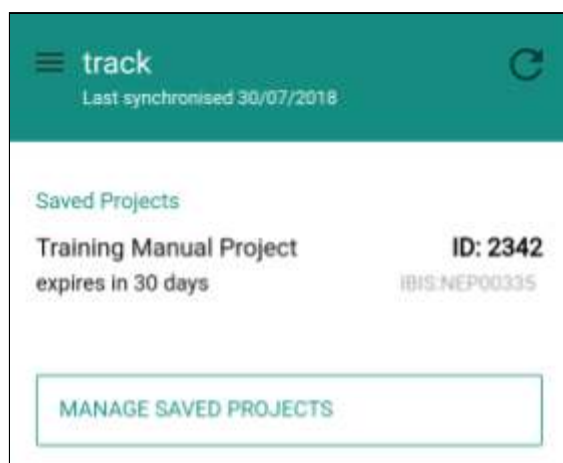 track
Last synchronised 30/07/2018
Saved Projects
Training Manual Project ID: 2342
expires in 30 days IBIS:NEP00335
MANAGE SAVED PROJECTS